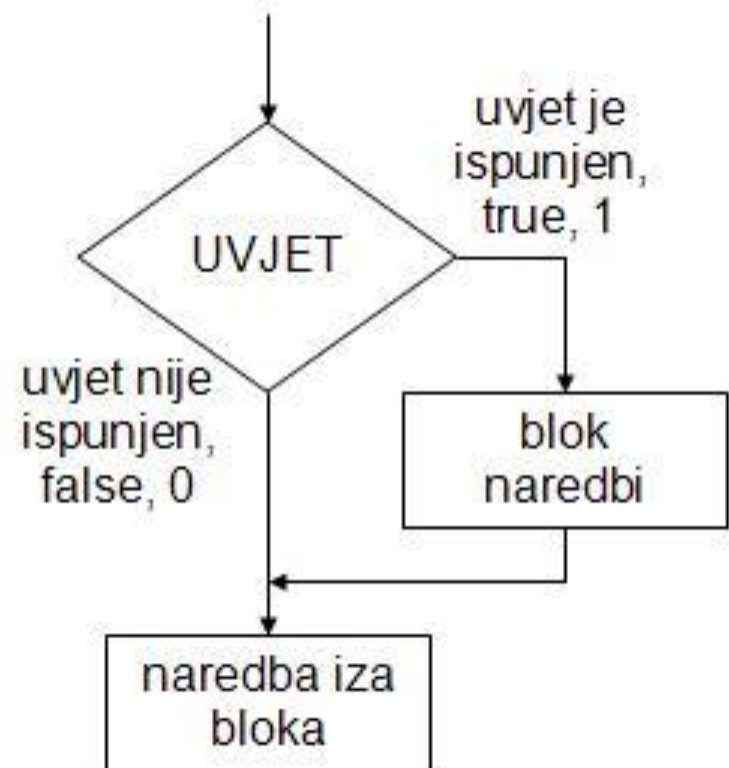 uvjet je
ispunjen,
true, 1
UVJET
uvjet nije
ispunjen,
false, 0
blok
naredbi
naredba iza
bloka